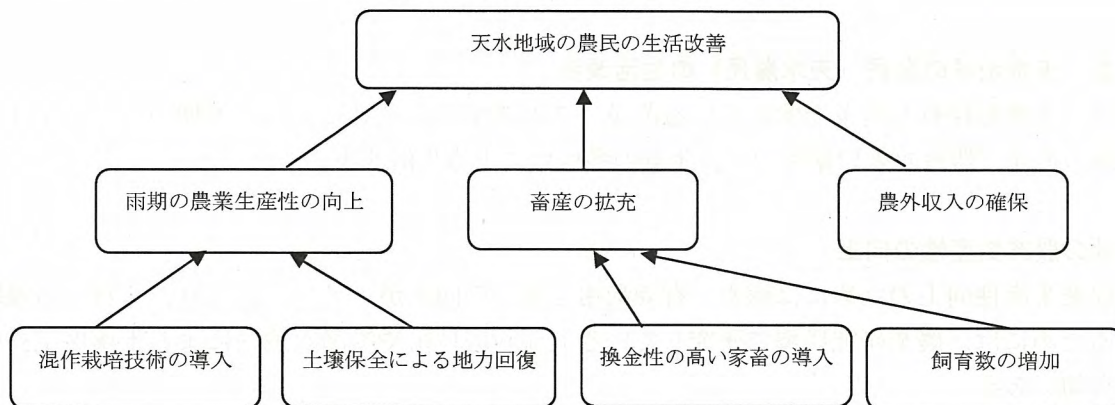 天水地域の農民の生活改善
雨期の農業生産性の向上
畜産の拡充
農外収入の確保
混作栽培技術の導入
土壌保全による地力回復
換金性の高い家畜の導入
飼育数の増加